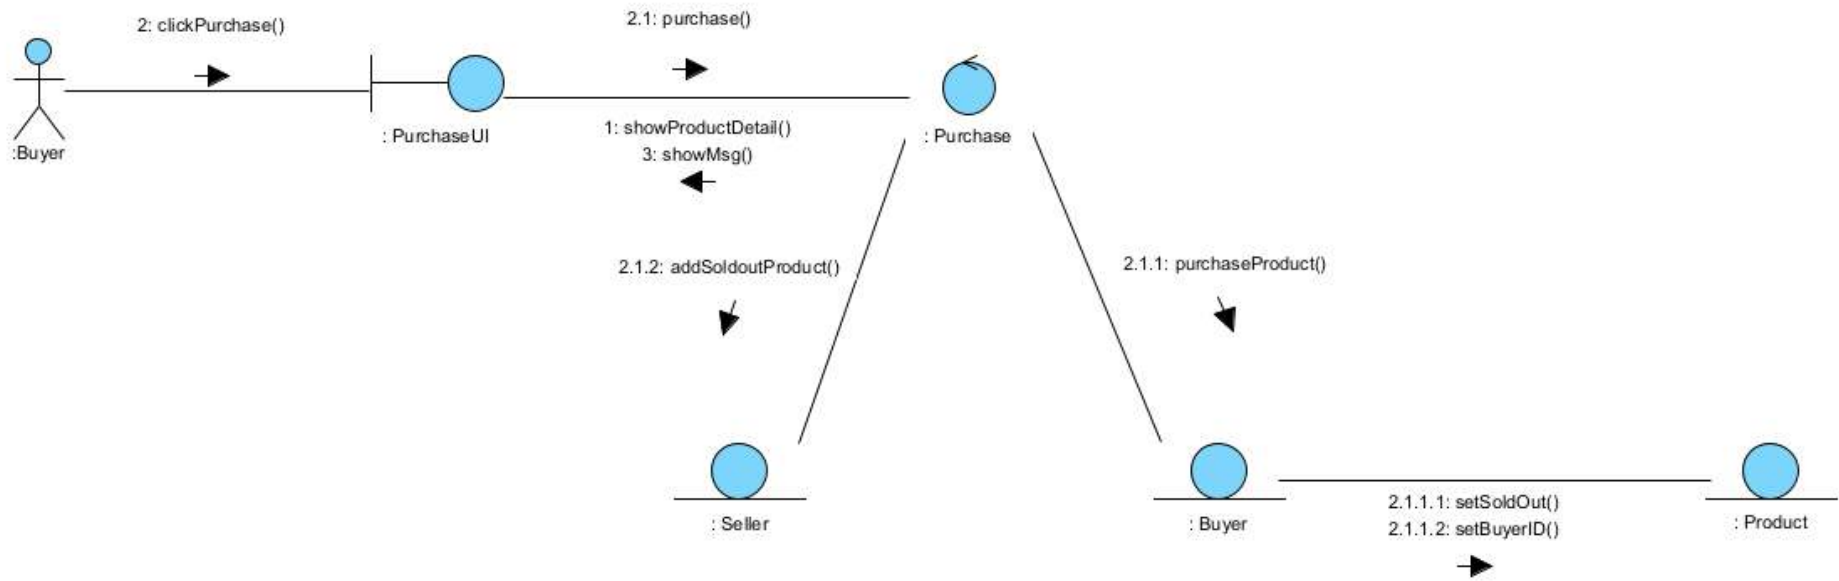 2: clickPurchase()
2.1: purchase()
:Buyer
: PurchaseUI
1: showProductDetail()
3: showMsg()
: Purchase
2.1.2: addSoldoutProduct()
2.1.1: purchaseProduct()
: Seller
: Buyer
2.1.1.1: setSoldOut()
2.1.1.2: setBuyerID()
: Product